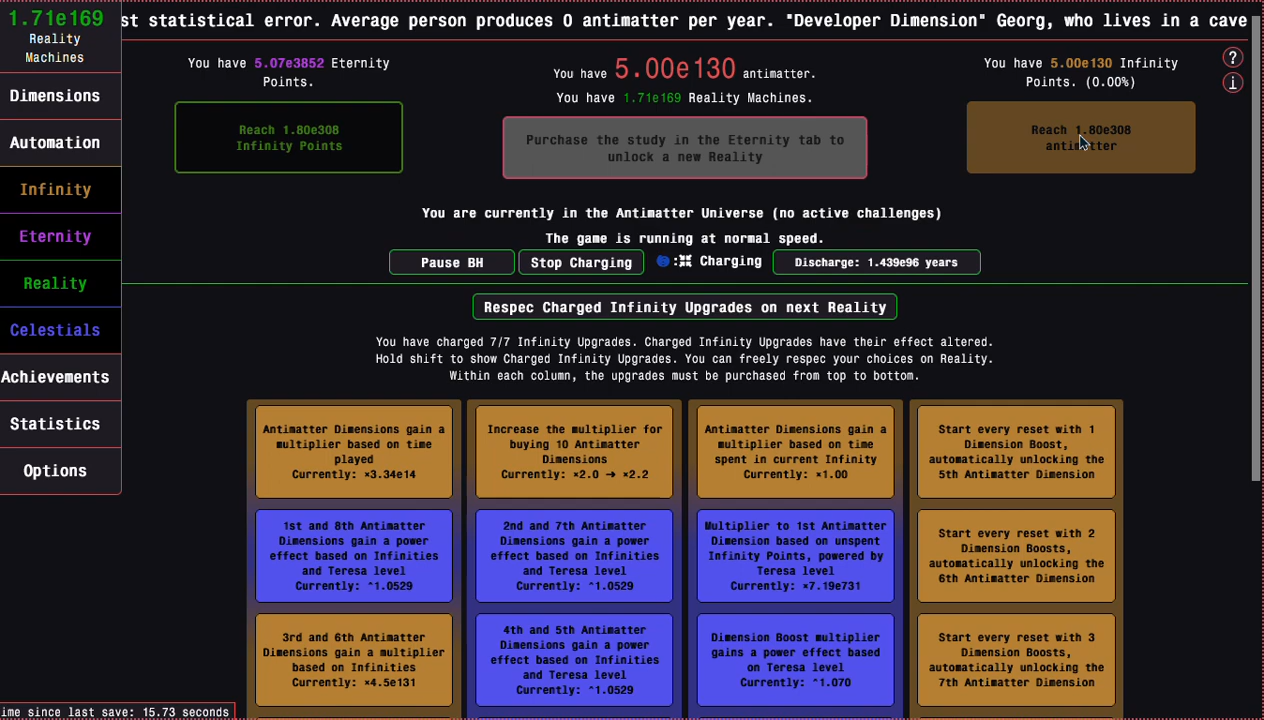 1.71e169
Reality
Machines
st statistical error. Average person produces 0 antimatter per year. "Developer Dimension" Georg, who lives in a cave
You have 5.07e3852 Eternity
Points.
Reach 1.80e308
Infinity Points
You have 5.00e130 antimatter.
You have 1.71e169 Reality Machines.
Purchase the study in the Eternity tab to
unlock a new Reality
You have 5.00e130 Infinity
Points. (0.00%)
Reach 1.80e308
antimatter
?
i
Dimensions
Automation
Infinity
Eternity
Reality
Celestials
Achievements
Statistics
Options
You are currently in the Antimatter Universe (no active challenges)
The game is running at normal speed.
Pause BH
Stop Charging
Charging
Discharge: 1.439e96 years
Respec Charged Infinity Upgrades on next Reality
You have charged 7/7 Infinity Upgrades. Charged Infinity Upgrades have their effect altered.
Hold shift to show Charged Infinity Upgrades. You can freely respec your choices on Reality.
Within each column, the upgrades must be purchased from top to bottom.
Antimatter Dimensions gain a
multiplier based on time
played
Currently: ×3.34e14
Increase the multiplier for
buying 10 Antimatter
Dimensions
Currently: ×2.0 → ×2.2
Antimatter Dimensions gain a
multiplier based on time
spent in current Infinity
Currently: ×1.00
Start every reset with 1
Dimension Boost,
automatically unlocking the
5th Antimatter Dimension
1st and 8th Antimatter
Dimensions gain a power
effect based on Infinities
and Teresa level
Currently: ^1.0529
2nd and 7th Antimatter
Dimensions gain a power
effect based on Infinities
and Teresa level
Currently: ^1.0529
Multiplier to 1st Antimatter
Dimension based on unspent
Infinity Points, powered by
Teresa level
Currently: ×7.19e731
Start every reset with 2
Dimension Boosts,
automatically unlocking the
6th Antimatter Dimension
3rd and 6th Antimatter
Dimensions gain a multiplier
based on Infinities
Currently: ×4.5e131
4th and 5th Antimatter
Dimensions gain a power
effect based on Infinities
and Teresa level
Currently: ^1.0529
Dimension Boost multiplier
gains a power effect based
on Teresa level
Currently: ^1.070
Start every reset with 3
Dimension Boosts,
automatically unlocking the
7th Antimatter Dimension
ime since last save: 15.73 seconds